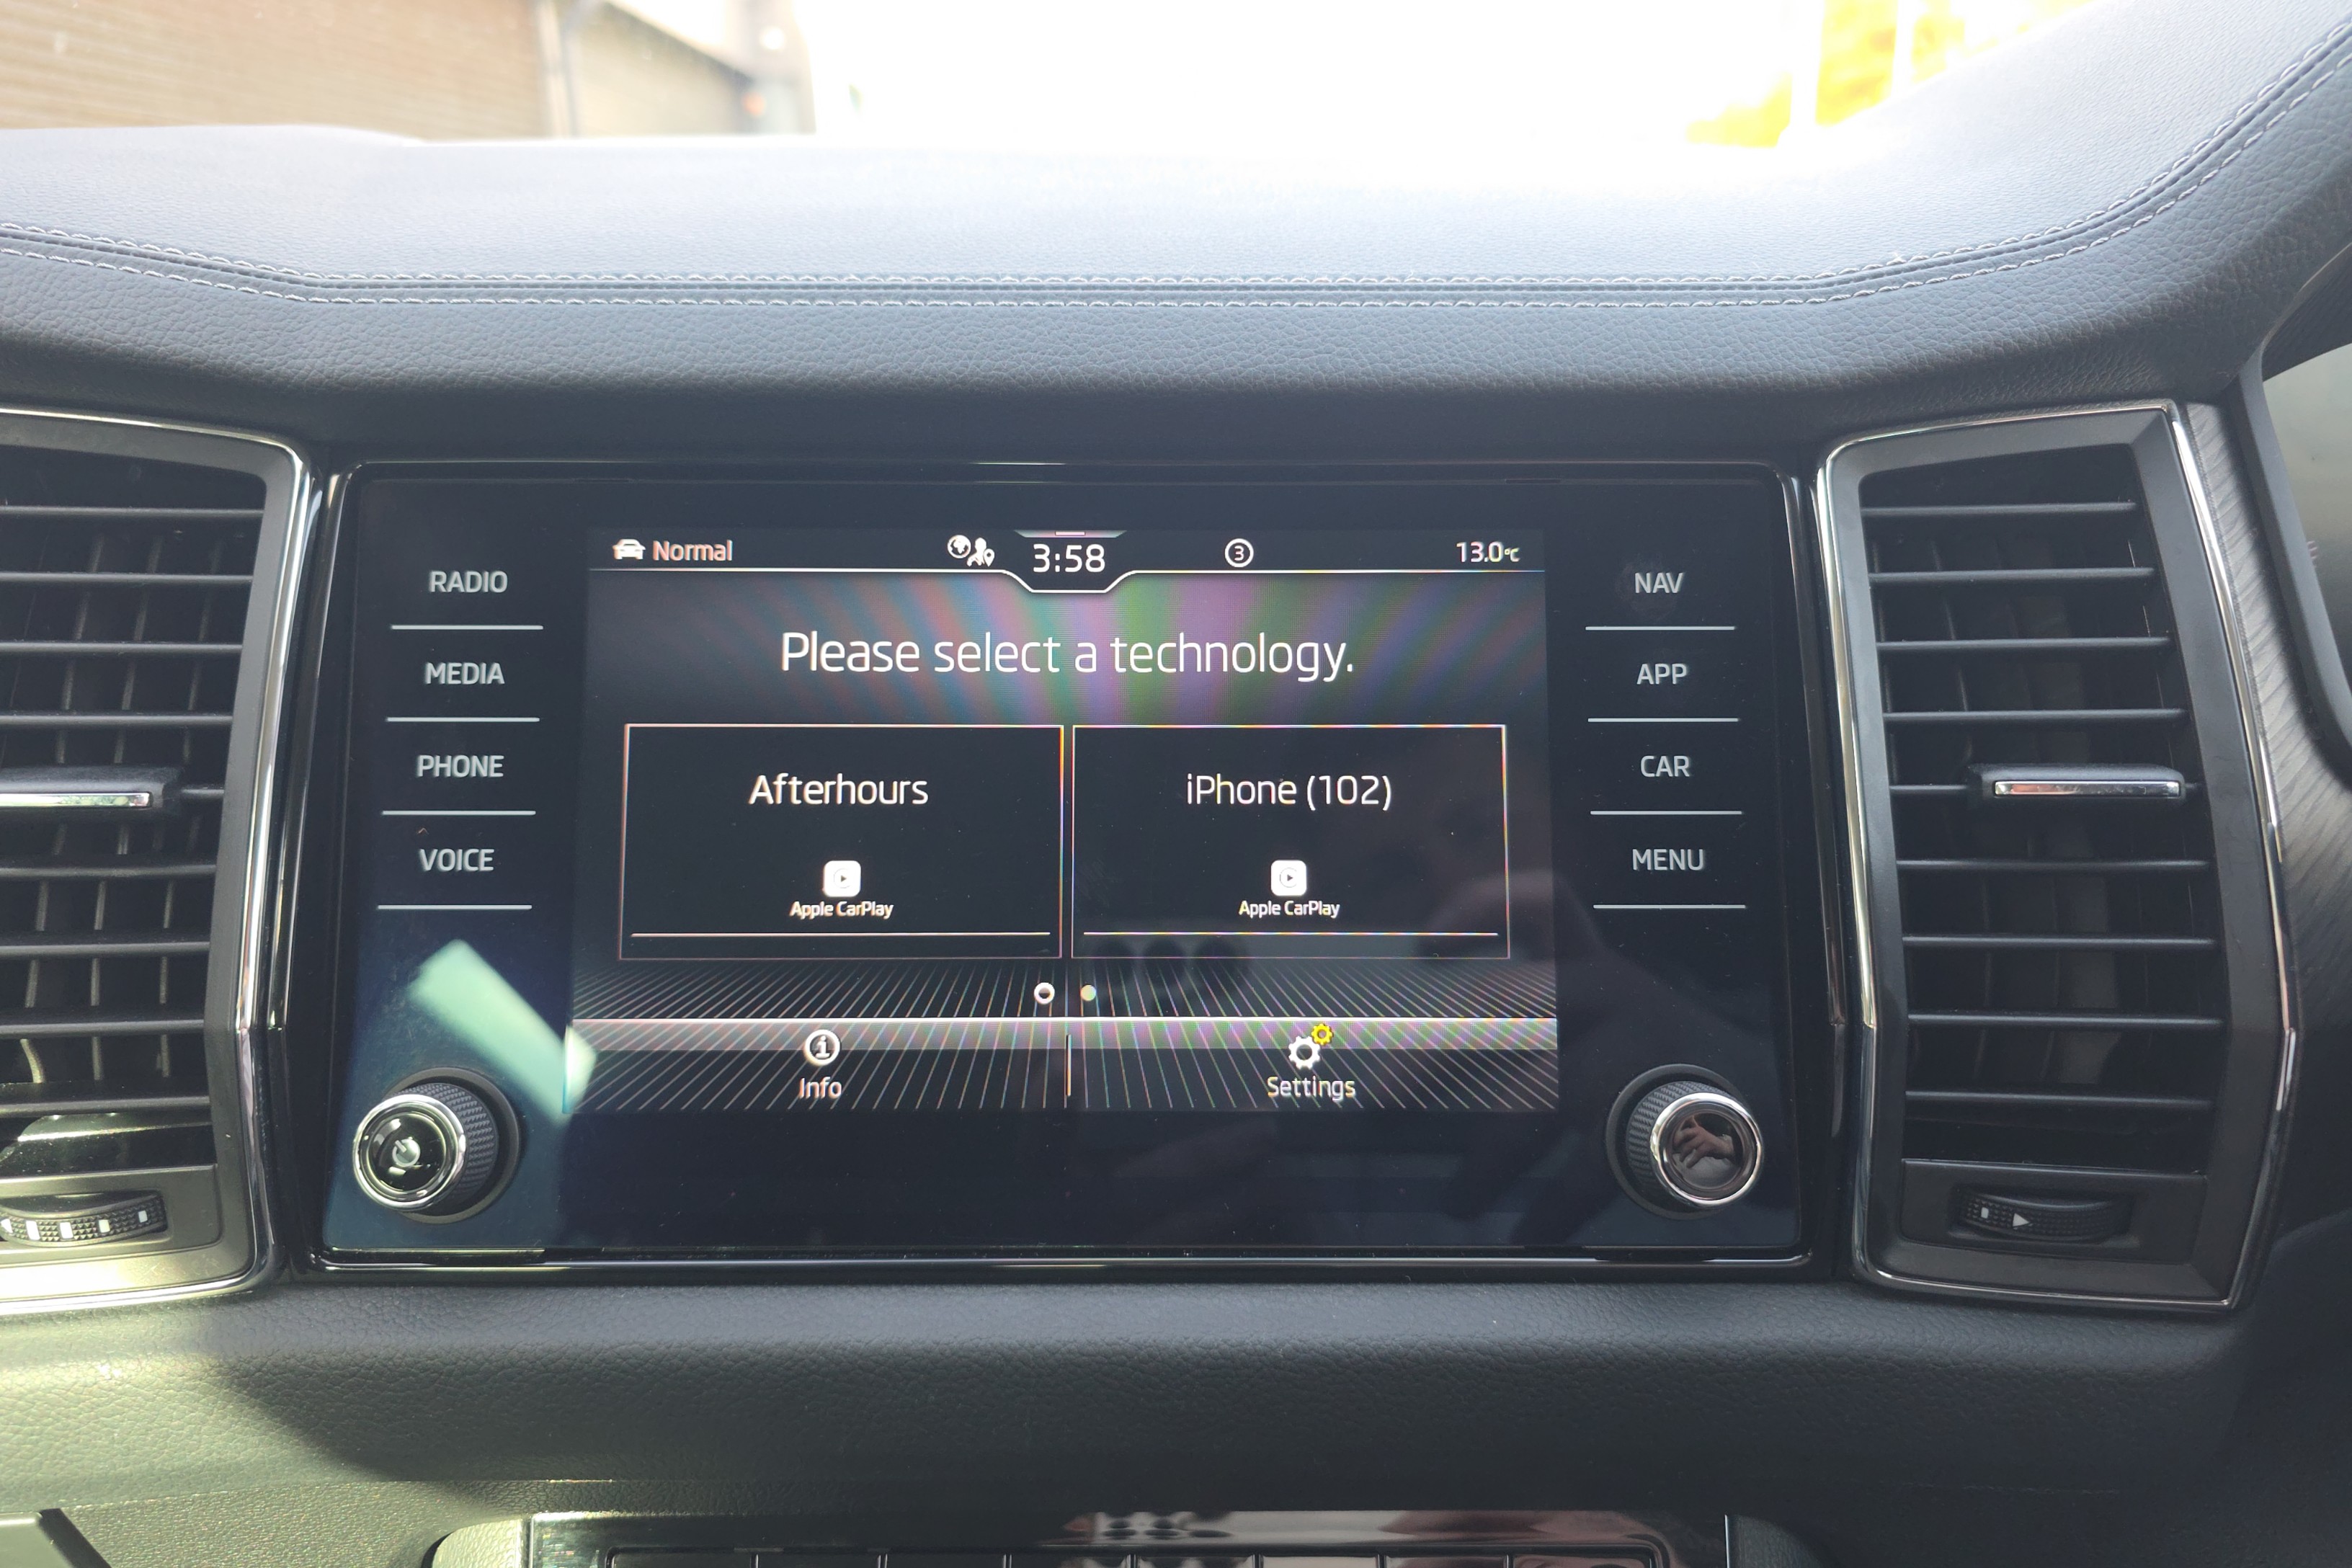 RADIO
MEDIA
PHONE
VOICE
Normal
3:58
3
13.0°C
Please select a technology.
Afterhours
Apple CarPlay
iPhone (102)
Apple CarPlay
Info
Settings
NAV
APP
CAR
MENU